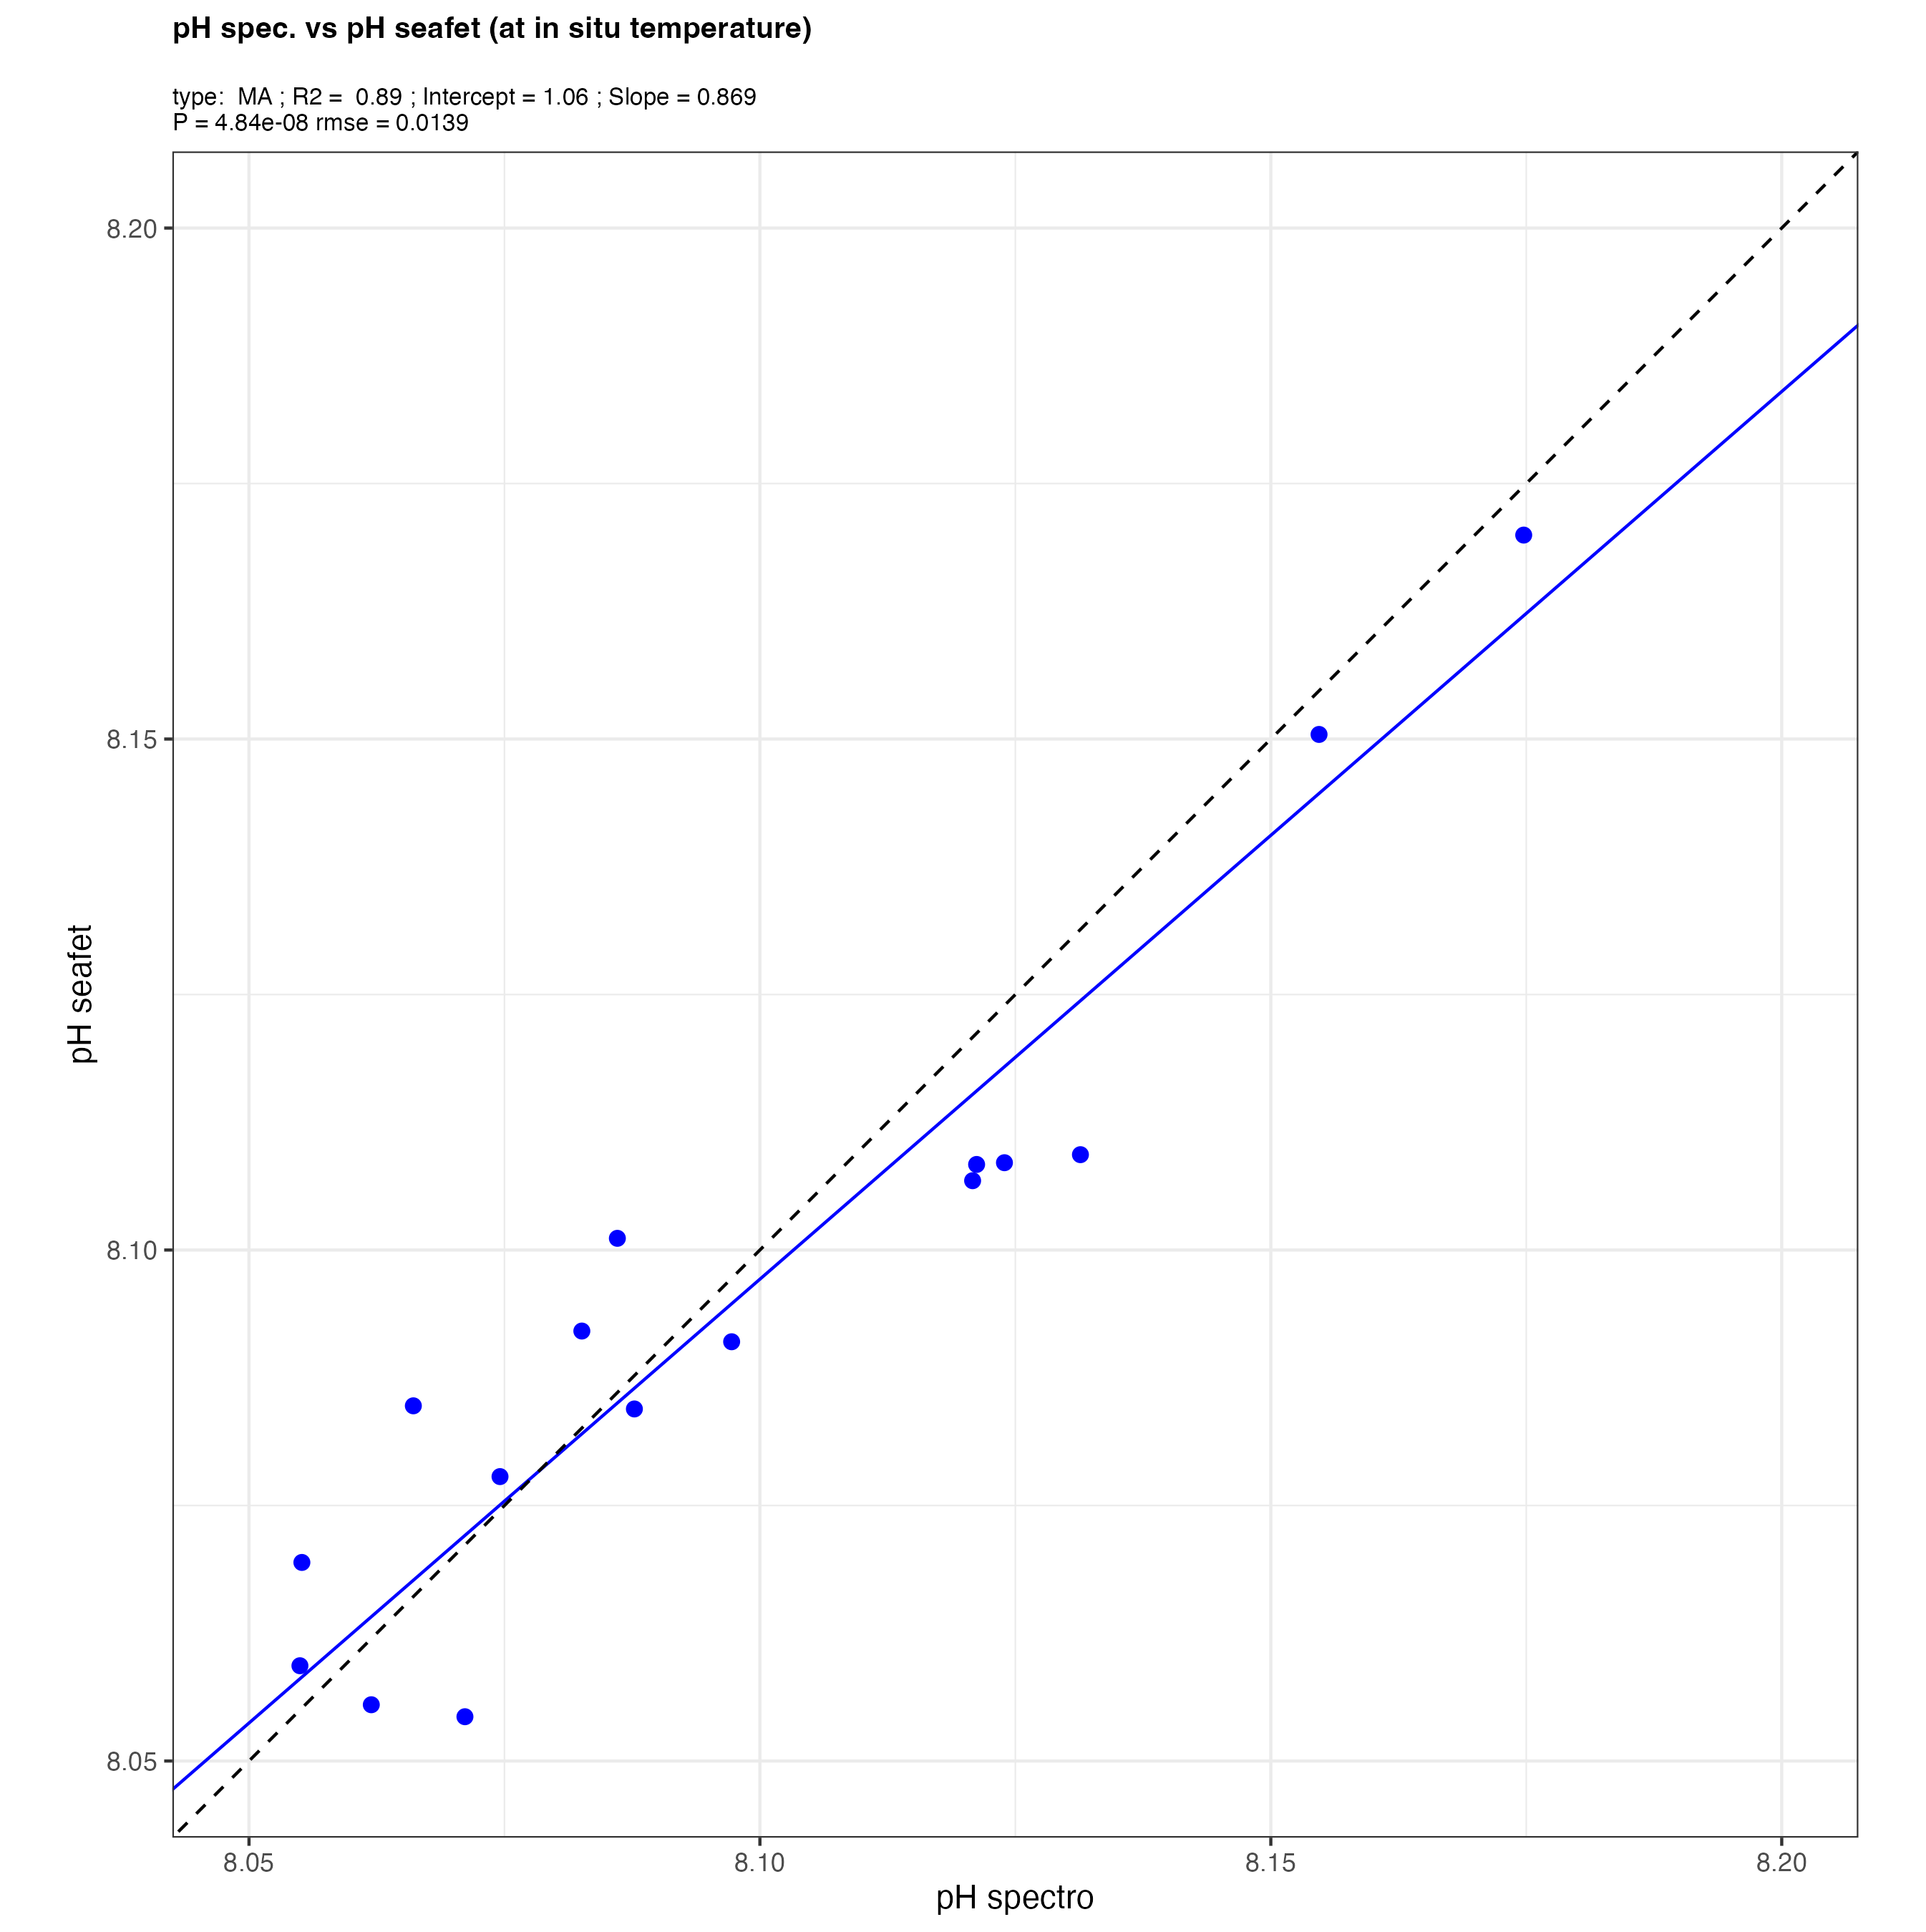 pH spec. vs pH seafet (at in situ temperature)
type:  MA ; R2 =  0.89 ; Intercept = 1.06 ; Slope = 0.869
P = 4.84e-08 rmse = 0.0139
8.20
8.15
8.10
8.05
pH seafet
8.05
8.10
8.15
8.20
pH spectro